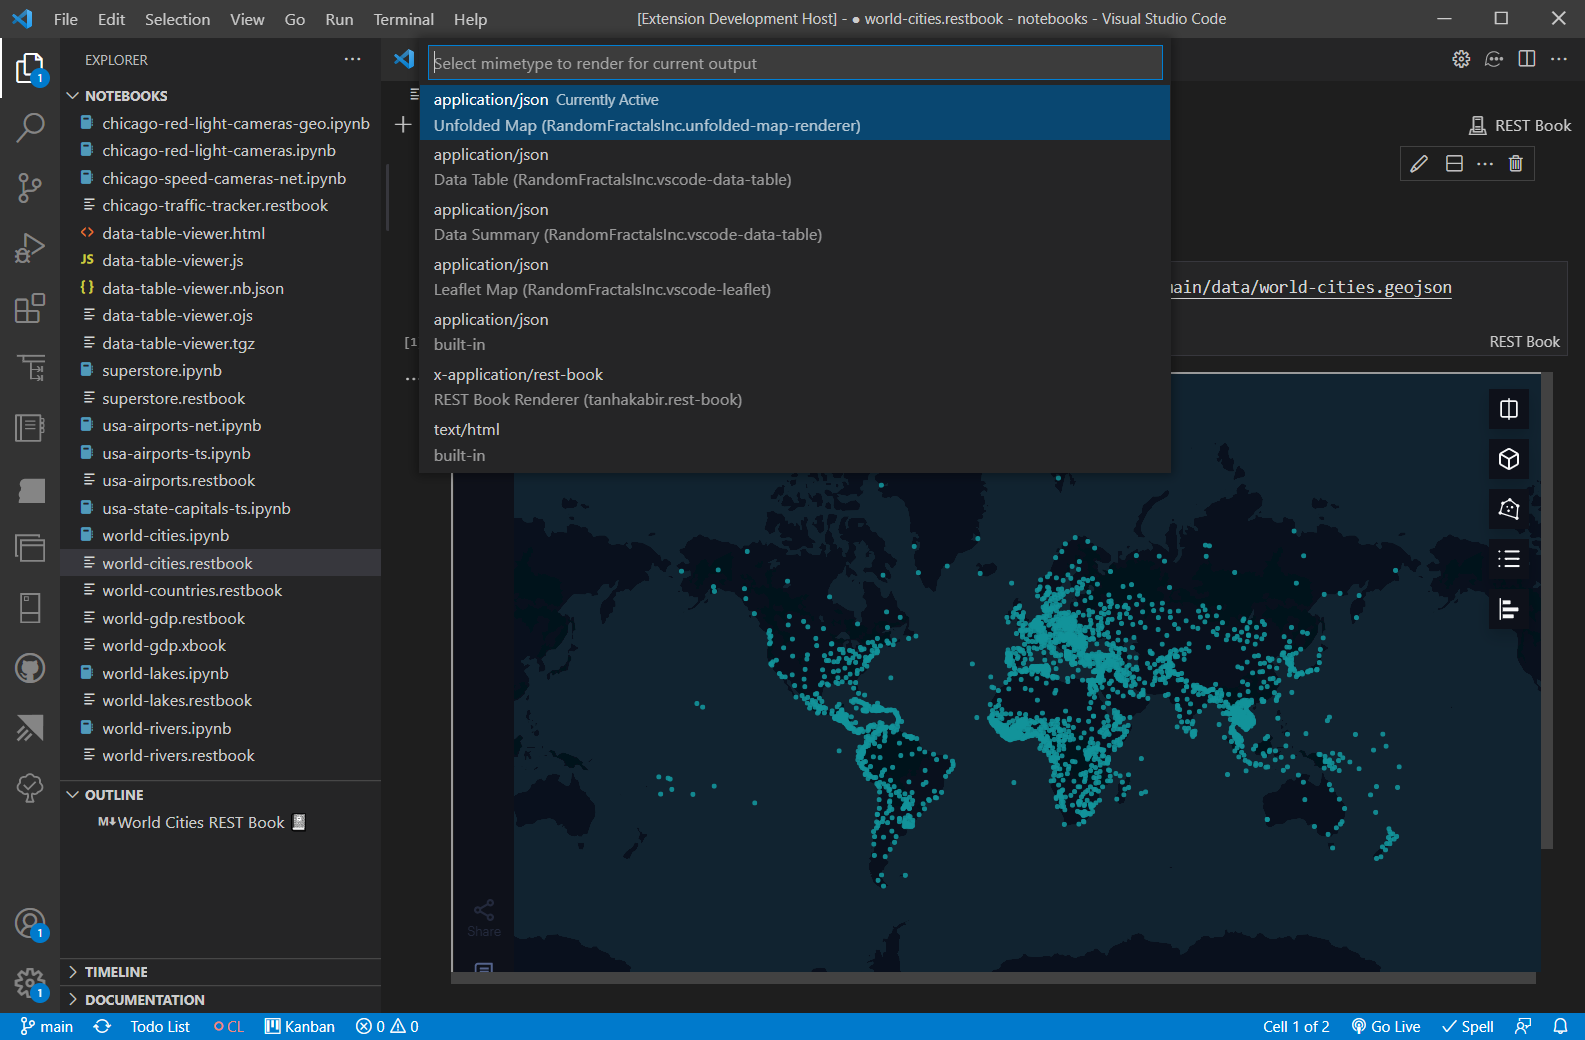 File Edit Selection View Go Run Terminal Help
[Extension Development Host] - ● world-cities.restbook - notebooks - Visual Studio Code
EXPLORER
NOTEBOOKS
chicago-red-light-cameras-geo.ipynb
chicago-red-light-cameras.ipynb
chicago-speed-cameras-net.ipynb
chicago-traffic-tracker.restbook
data-table-viewer.html
JS data-table-viewer.js
data-table-viewer.nb.json
data-table-viewer.ojs
data-table-viewer.tgz
superstore.ipynb
superstore.restbook
usa-airports-net.ipynb
usa-airports-ts.ipynb
usa-airports.restbook
usa-state-capitals-ts.ipynb
world-cities.ipynb
world-cities.restbook
world-countries.restbook
world-gdp.restbook
world-gdp.xbook
world-lakes.ipynb
world-lakes.restbook
world-rivers.ipynb
world-rivers.restbook
OUTLINE
M↓World Cities REST Book
TIMELINE
DOCUMENTATION
1
1
1
Select mimetype to render for current output
application/json Currently Active
Unfolded Map (RandomFractalsInc.unfolded-map-renderer)
application/json
Data Table (RandomFractalsInc.vscode-data-table)
application/json
Data Summary (RandomFractalsInc.vscode-data-table)
application/json
Leaflet Map (RandomFractalsInc.vscode-leaflet)
application/json
built-in
x-application/rest-book
REST Book Renderer (tanhakabir.rest-book)
text/html
built-in
REST Book
main/data/world-cities.geojson
[1
REST Book
Share
main Todo List CL Kanban 0 0
Cell 1 of 2 Go Live Spell